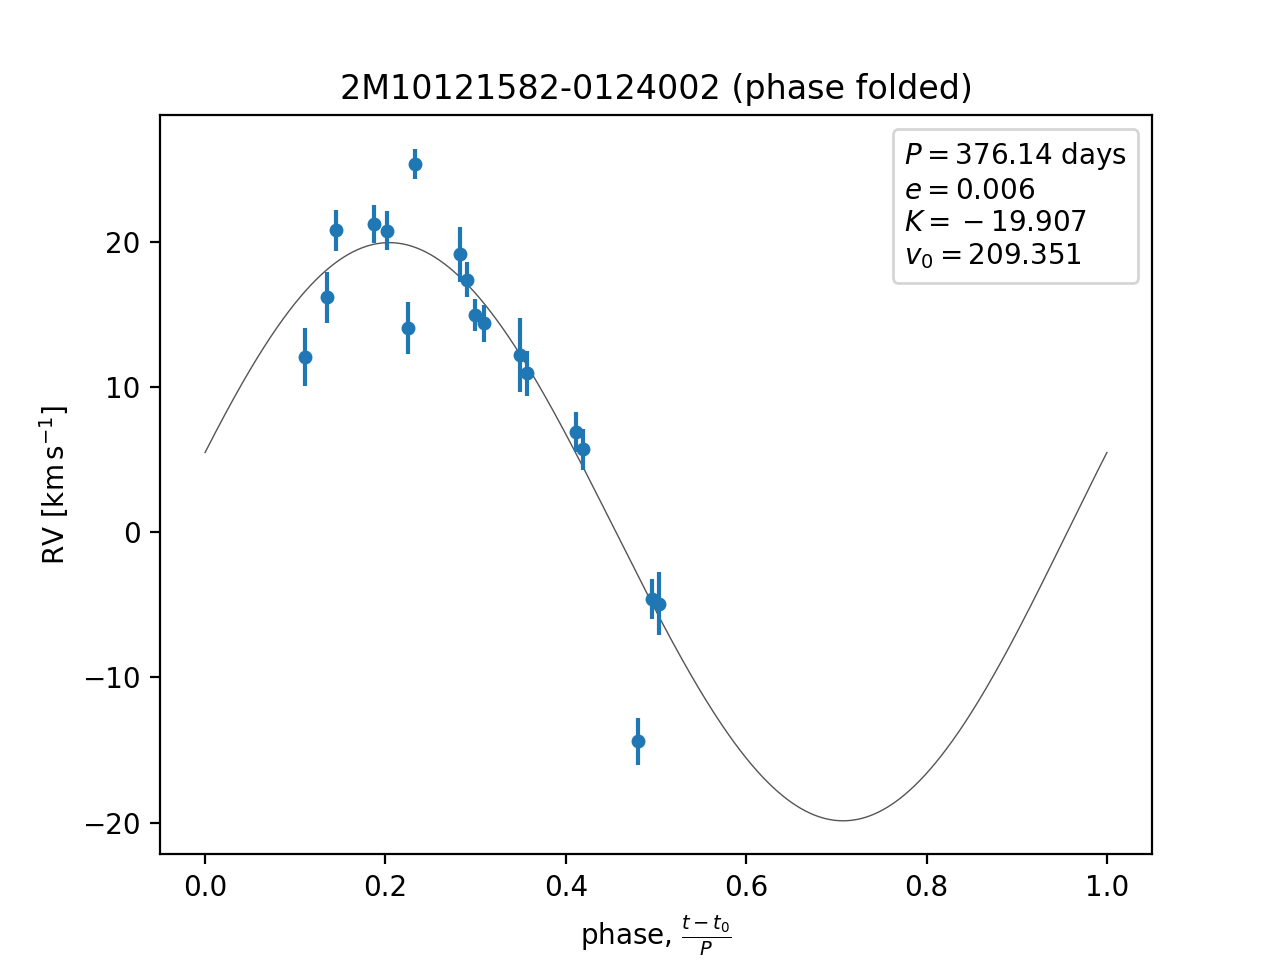 2M10121582-0124002 (phase folded)
P = 376.14 days
e = 0.006
K = −19.907
v₀ = 209.351
RV [km s⁻¹]
20
10
0
−10
−20
0.0 0.2 0.4 0.6 0.8 1.0
phase, (t − t₀)/P